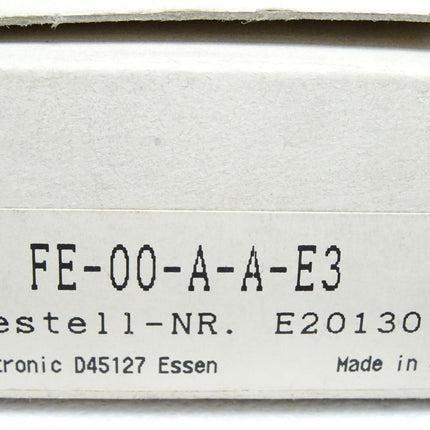 FE-00-A-A-E3
estell-NR. E20130
tronic D45127 Essen Made in